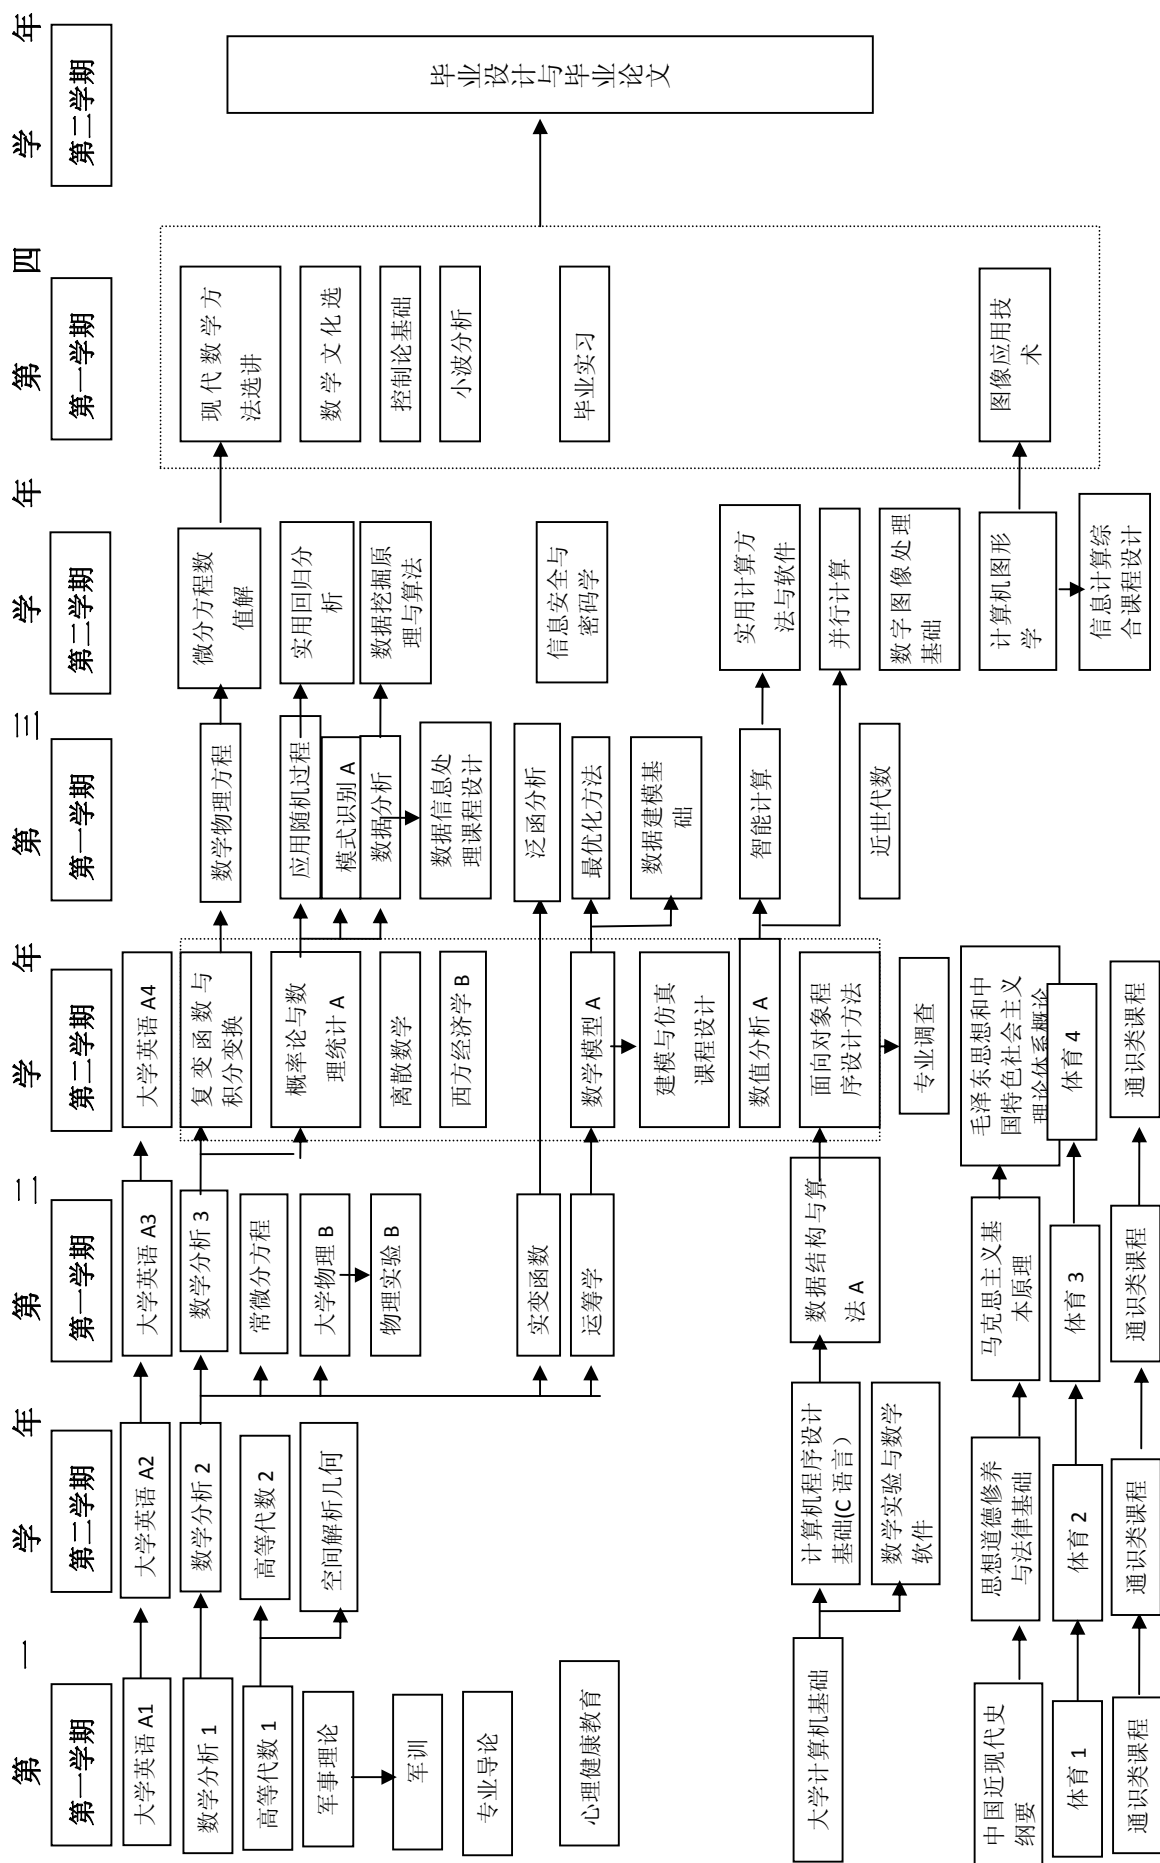 第 一 学 年
第一学期
大学英语 A1
数学分析 1
高等代数 1
军事理论
军训
专业导论
心理健康教育
大学计算机基础
中国近现代史
纲要
体育 1
通识类课程
第二学期
大学英语 A2
数学分析 2
高等代数 2
空间解析几何
计算机程序设计
基础(C 语言）
数学实验与数学
软件
思想道德修养
与法律基础
体育 2
通识类课程
第 二 学 年
第一学期
大学英语 A3
数学分析 3
常微分方程
大学物理 B
物理实验 B
实变函数
运筹学
数据结构与算
法 A
马克思主义基
本原理
体育 3
通识类课程
第二学期
大学英语 A4
复变函数与
积分变换
概率论与数
理统计 A
离散数学
西方经济学 B
数学模型 A
建模与仿真
课程设计
数值分析 A
面向对象程
序设计方法
专业调查
毛泽东思想和中
国特色社会主义
理论体系概论
体育 4
通识类课程
第 三 学 年
第一学期
数学物理方程
应用随机过程
模式识别 A
数据分析
数据信息处
理课程设计
泛函分析
最优化方法
数据建模基
础
智能计算
近世代数
第二学期
微分方程数
值解
实用回归分
析
数据挖掘原
理与算法
信息安全与
密码学
实用计算方
法与软件
并行计算
数字图像处理
基础
计算机图形
学
信息计算综
合课程设计
第 四 学 年
第一学期
现代数学方
法选讲
数学文化选
控制论基础
小波分析
毕业实习
图像应用技
术
第二学期
毕业设计与毕业论文